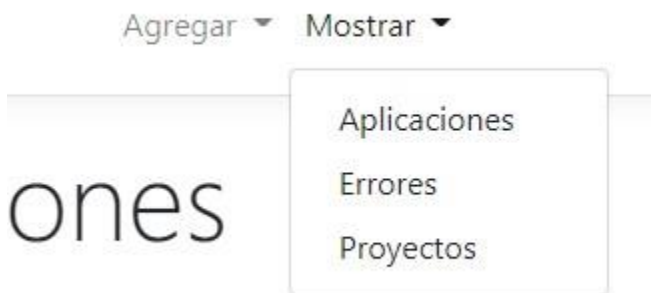 Agregar Mostrar
Aplicaciones
Errores
ones
Proyectos